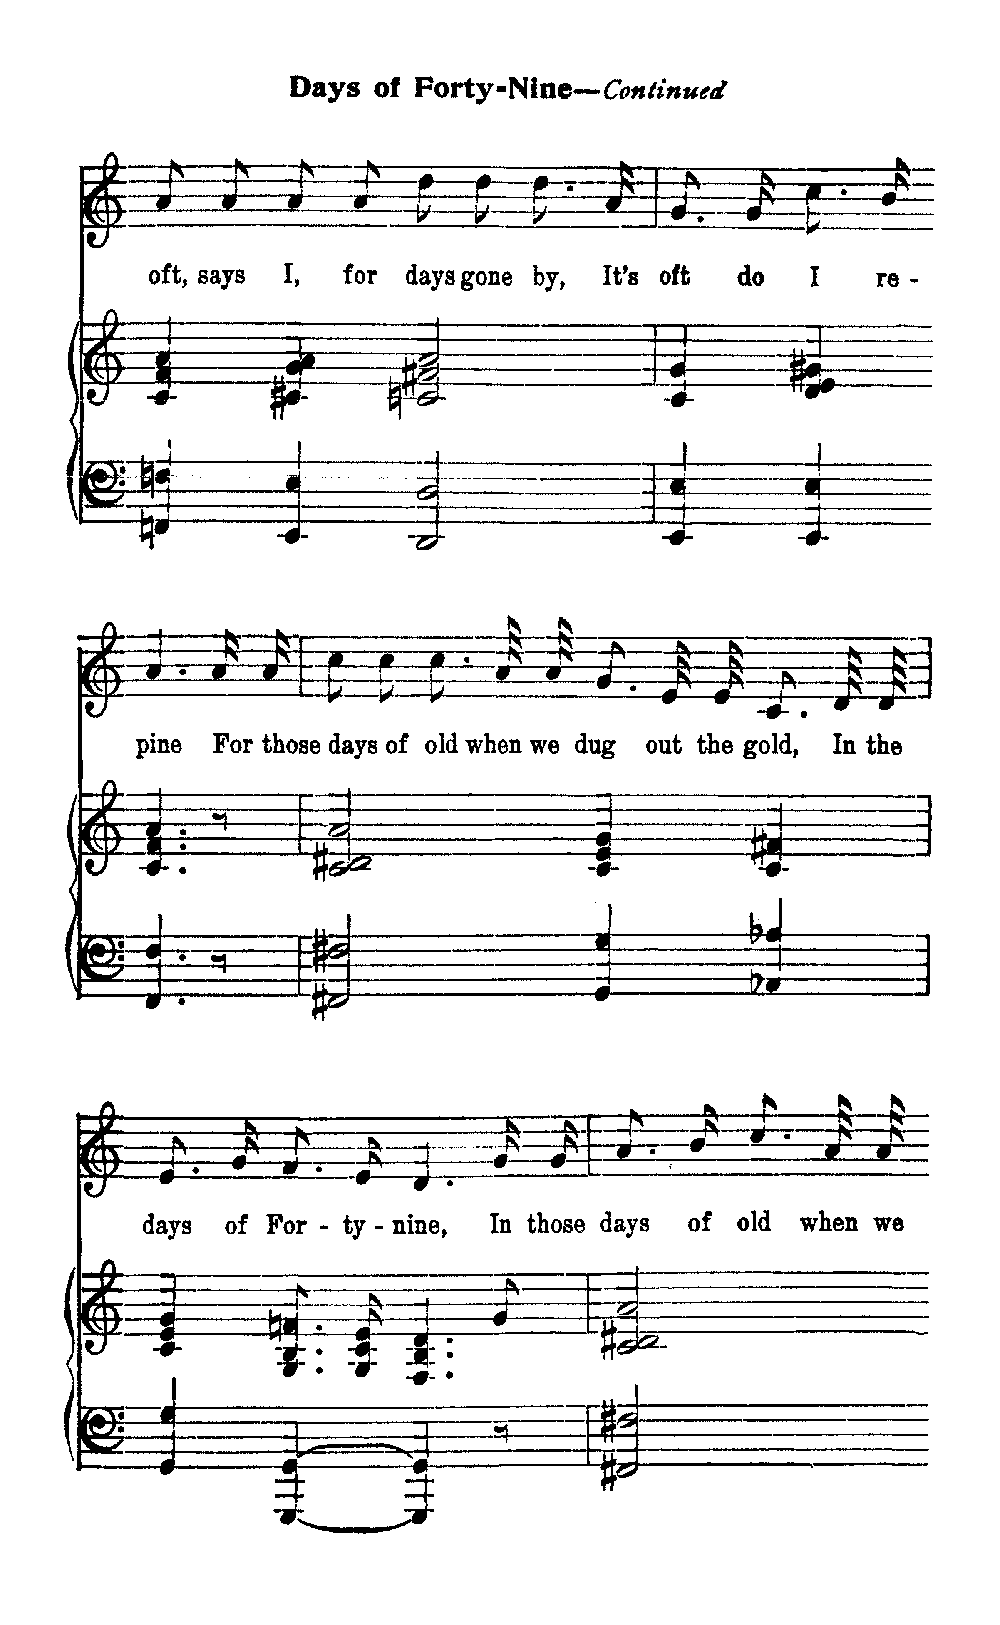 Days of Forty-Nine—Continued
oft, says I, for days gone by, It's oft do I re-
pine For those days of old when we dug out the gold, In the
days of For - ty - nine, In those days of old when we